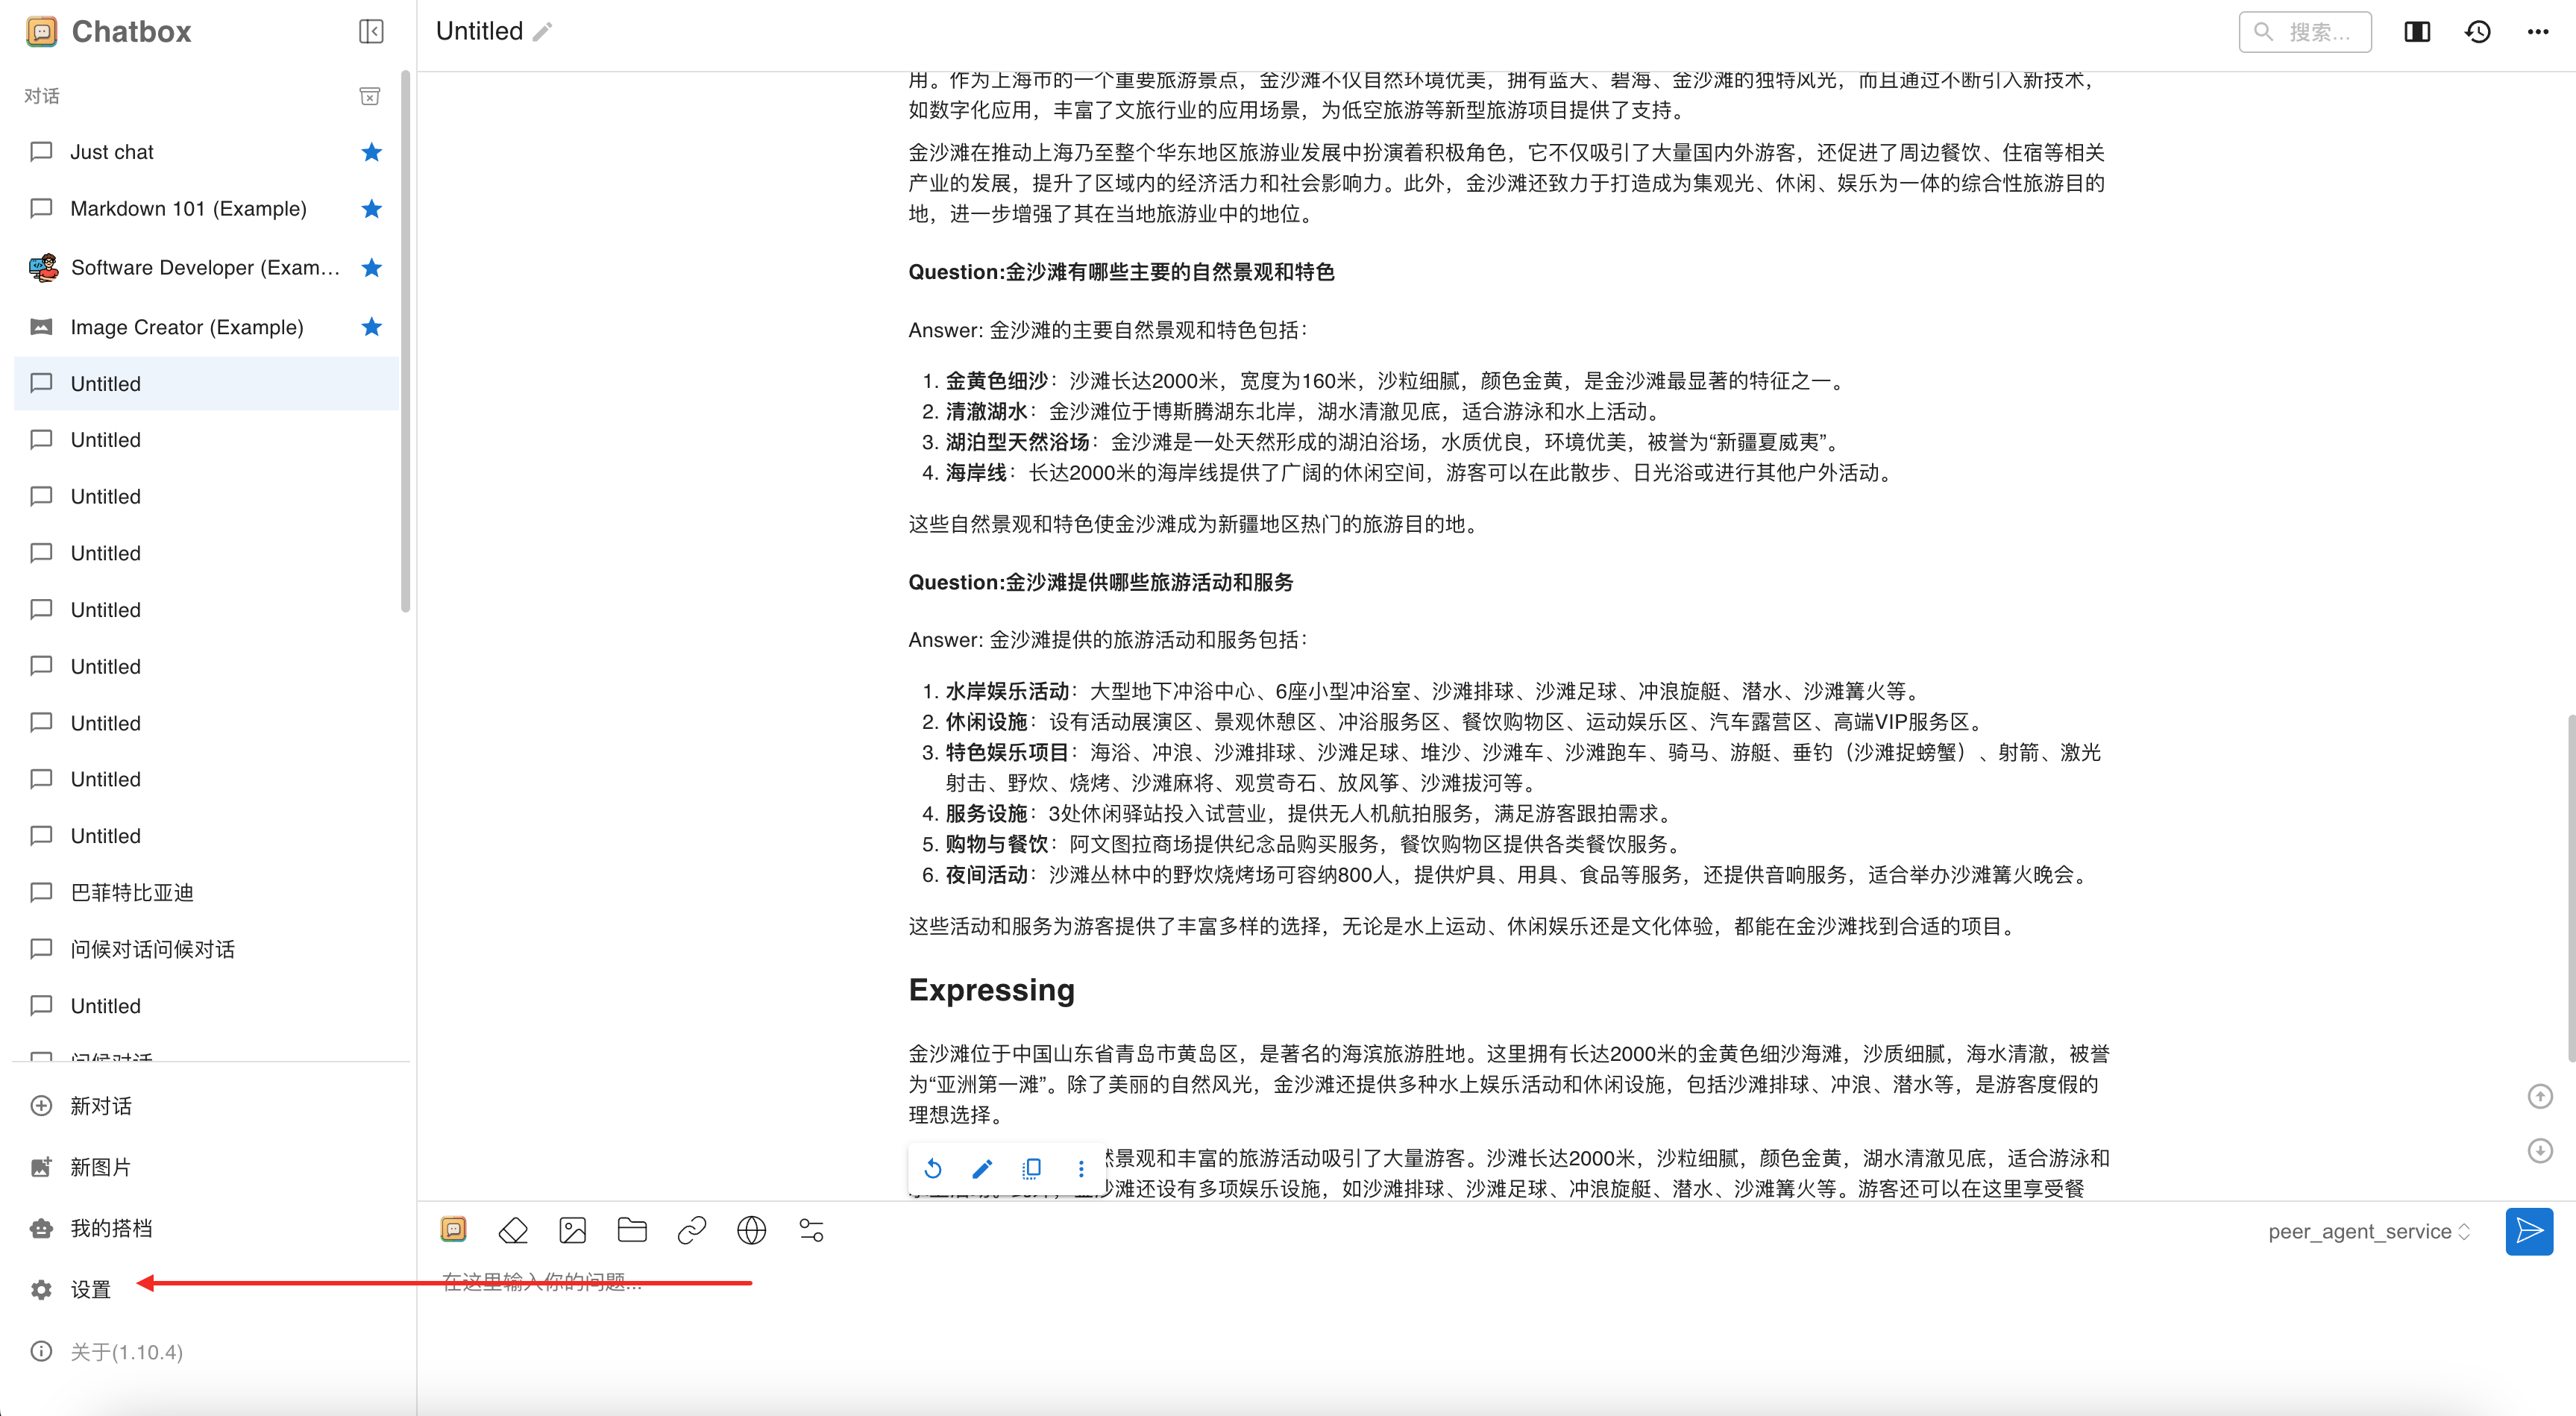 Chatbox
对话
Just chat
Markdown 101 (Example)
Software Developer (Exam...
Image Creator (Example)
Untitled
Untitled
Untitled
Untitled
Untitled
Untitled
Untitled
Untitled
Untitled
巴菲特比亚迪
问候对话问候对话
Untitled
问候对话
新对话
新图片
我的搭档
设置
关于(1.10.4)
Untitled
搜索...
用。作为上海市的一个重要旅游景点，金沙滩不仅自然环境优美，拥有蓝天、碧海、金沙滩的独特风光，而且通过不断引入新技术，
如数字化应用，丰富了文旅行业的应用场景，为低空旅游等新型旅游项目提供了支持。
金沙滩在推动上海乃至整个华东地区旅游业发展中扮演着积极角色，它不仅吸引了大量国内外游客，还促进了周边餐饮、住宿等相关
产业的发展，提升了区域内的经济活力和社会影响力。此外，金沙滩还致力于打造成为集观光、休闲、娱乐为一体的综合性旅游目的
地，进一步增强了其在当地旅游业中的地位。
Question:金沙滩有哪些主要的自然景观和特色
Answer: 金沙滩的主要自然景观和特色包括：
1. 金黄色细沙：沙滩长达2000米，宽度为160米，沙粒细腻，颜色金黄，是金沙滩最显著的特征之一。
2. 清澈湖水：金沙滩位于博斯腾湖东北岸，湖水清澈见底，适合游泳和水上活动。
3. 湖泊型天然浴场：金沙滩是一处天然形成的湖泊浴场，水质优良，环境优美，被誉为“新疆夏威夷”。
4. 海岸线：长达2000米的海岸线提供了广阔的休闲空间，游客可以在此散步、日光浴或进行其他户外活动。
这些自然景观和特色使金沙滩成为新疆地区热门的旅游目的地。
Question:金沙滩提供哪些旅游活动和服务
Answer: 金沙滩提供的旅游活动和服务包括：
1. 水岸娱乐活动：大型地下冲浴中心、6座小型冲浴室、沙滩排球、沙滩足球、冲浪旋艇、潜水、沙滩篝火等。
2. 休闲设施：设有活动展演区、景观休憩区、冲浴服务区、餐饮购物区、运动娱乐区、汽车露营区、高端VIP服务区。
3. 特色娱乐项目：海浴、冲浪、沙滩排球、沙滩足球、堆沙、沙滩车、沙滩跑车、骑马、游艇、垂钓（沙滩捉螃蟹）、射箭、激光
射击、野炊、烧烤、沙滩麻将、观赏奇石、放风筝、沙滩拔河等。
4. 服务设施：3处休闲驿站投入试营业，提供无人机航拍服务，满足游客跟拍需求。
5. 购物与餐饮：阿文图拉商场提供纪念品购买服务，餐饮购物区提供各类餐饮服务。
6. 夜间活动：沙滩丛林中的野炊烧烤场可容纳800人，提供炉具、用具、食品等服务，还提供音响服务，适合举办沙滩篝火晚会。
这些活动和服务为游客提供了丰富多样的选择，无论是水上运动、休闲娱乐还是文化体验，都能在金沙滩找到合适的项目。
Expressing
金沙滩位于中国山东省青岛市黄岛区，是著名的海滨旅游胜地。这里拥有长达2000米的金黄色细沙海滩，沙质细腻，海水清澈，被誉
为“亚洲第一滩”。除了美丽的自然风光，金沙滩还提供多种水上娱乐活动和休闲设施，包括沙滩排球、冲浪、潜水等，是游客度假的
理想选择。
然景观和丰富的旅游活动吸引了大量游客。沙滩长达2000米，沙粒细腻，颜色金黄，湖水清澈见底，适合游泳和
金沙滩还设有多项娱乐设施，如沙滩排球、沙滩足球、冲浪旋艇、潜水、沙滩篝火等。游客还可以在这里享受餐
peer_agent_service
在这里输入你的问题...